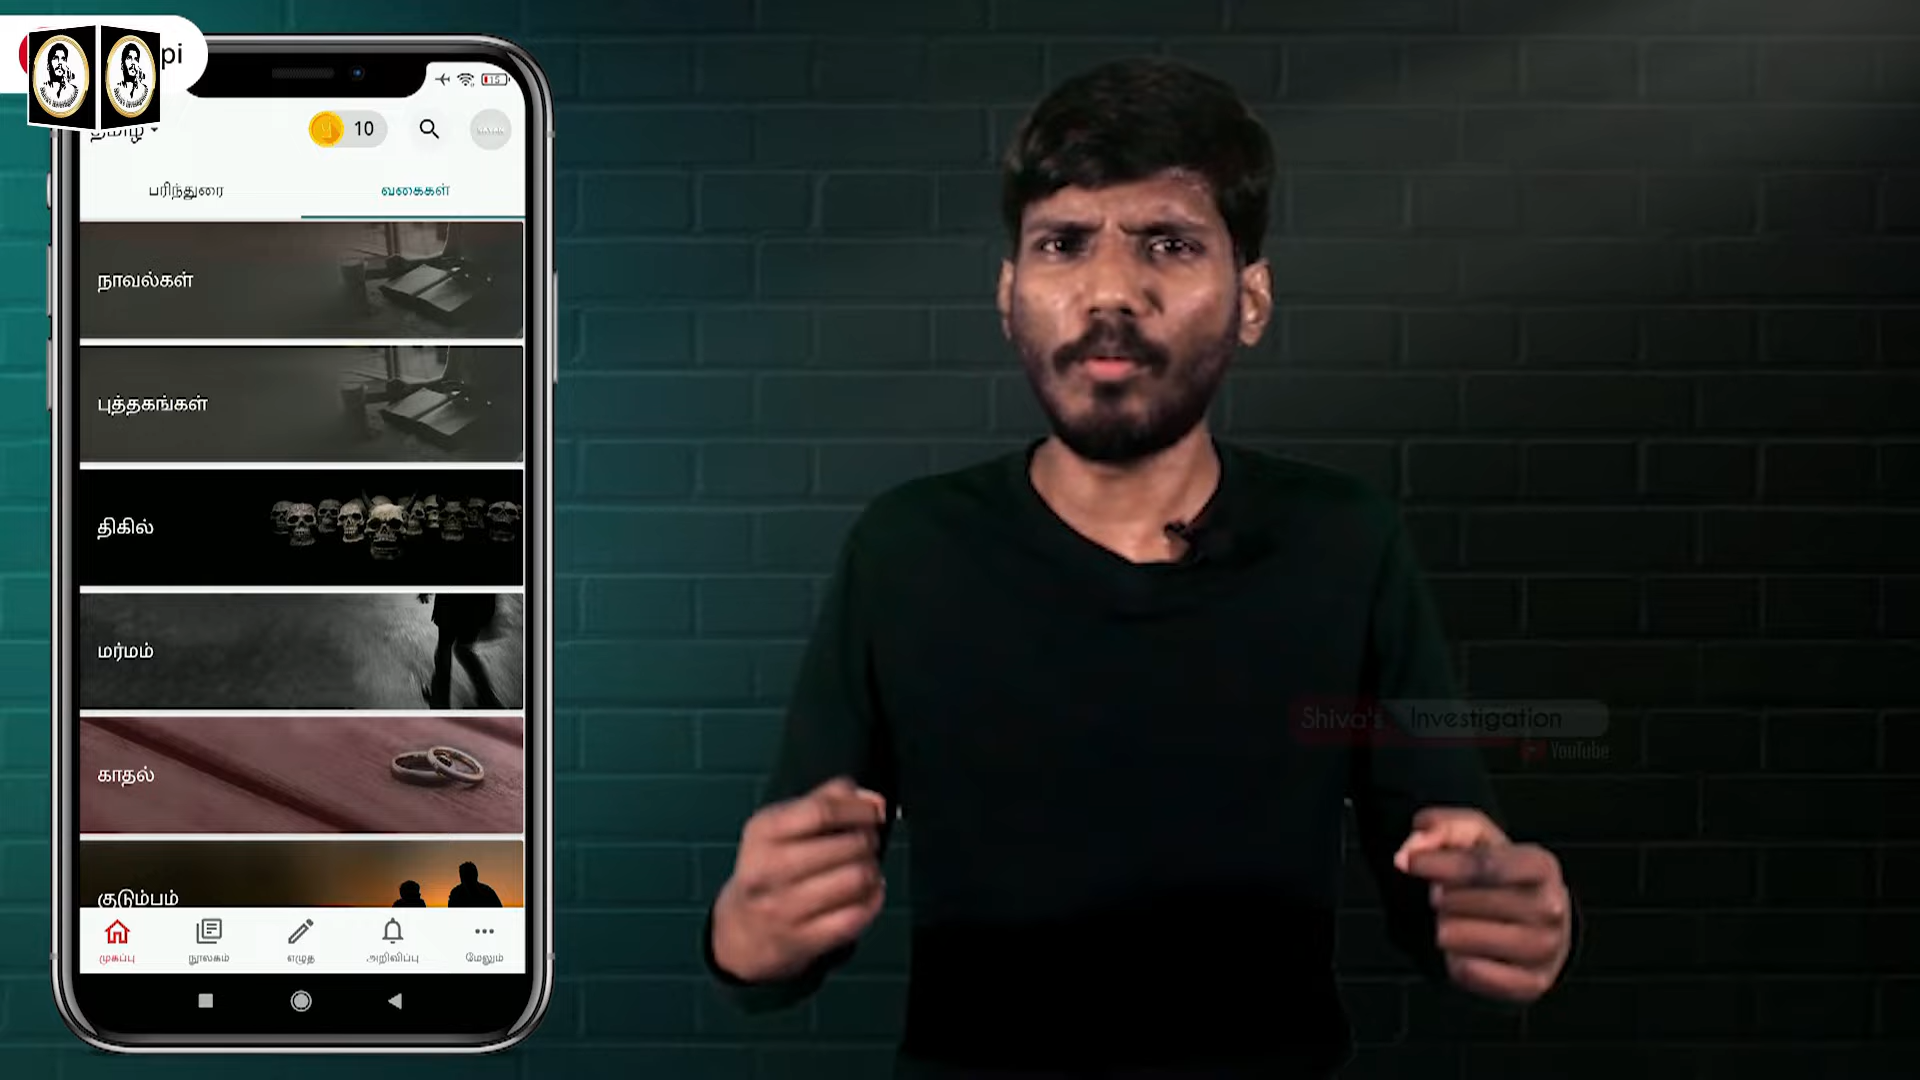 pi
தமிழ்
10
பரிந்துரை
வகைகள்
நாவல்கள்
புத்தகங்கள்
திகில்
மர்மம்
காதல்
குடும்பம்
முகப்பு
நூலகம்
எழுத
அறிவிப்பு
மேலும்
Shiva's Investigation
YouTube